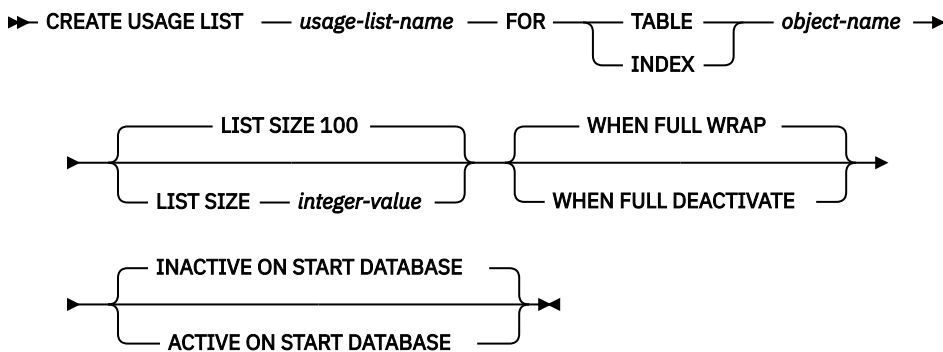 CREATE USAGE LIST usage-list-name FOR TABLE object-name
INDEX
LIST SIZE 100 WHEN FULL WRAP
LIST SIZE integer-value WHEN FULL DEACTIVATE
INACTIVE ON START DATABASE
ACTIVE ON START DATABASE